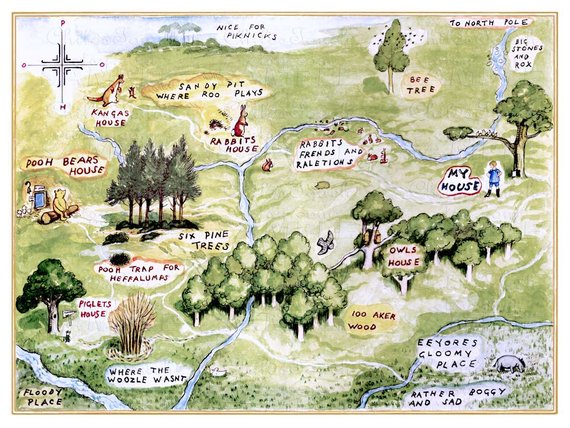 NICE FOR
PIKNICKS
TO NORTH POLE
BIG
STONES
AND
ROX
P
O
O
H
BEE
TREE
SANDY PIT
WHERE ROO PLAYS
KANGAS
HOUSE
RABBITS
HOUSE
RABBITS
FRENDS AND
RALETIONS
POOH BEARS
HOUSE
MY
HOUSE
SIX PINE
TREES
OWLS
HOUSE
POOH TRAP FOR
HEFFALUMPS
PIGLETS
HOUSE
100 AKER
WOOD
EEYORES
GLOOMY
PLACE
WHERE THE
WOOZLE WASNT
FLOODY
PLACE
RATHER BOGGY
AND SAD